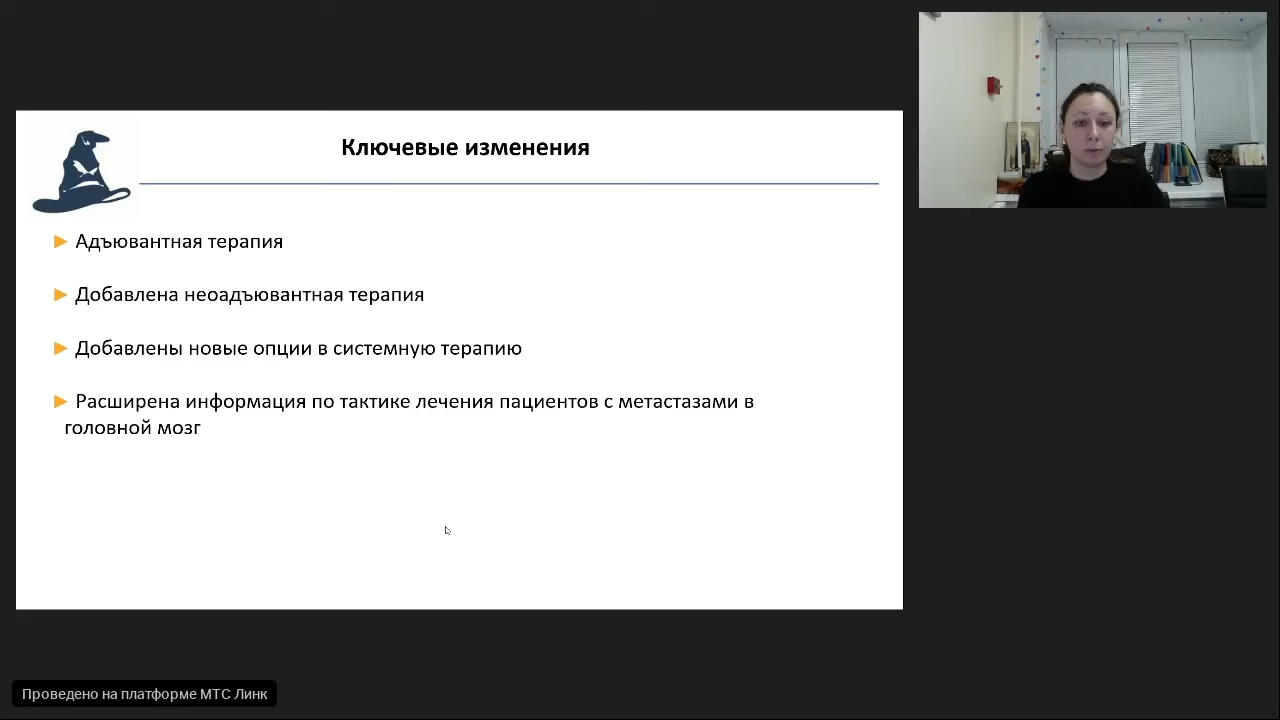 Ключевые изменения
Адъювантная терапия
Добавлена неоадъювантная терапия
Добавлены новые опции в системную терапию
Расширена информация по тактике лечения пациентов с метастазами в
головной мозг
Проведено на платформе МТС Линк